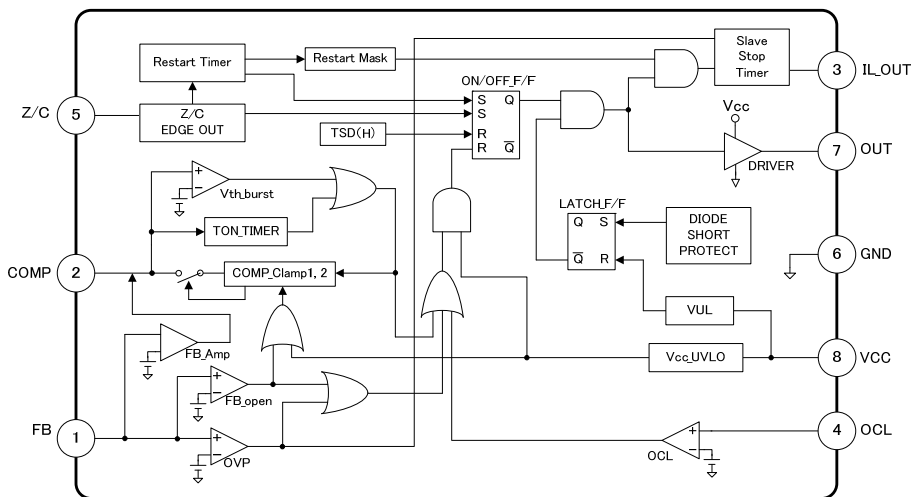 Restart Timer
Restart Mask
Slave
Stop
Timer
3
IL_OUT
ON/OFF_F/F
Z/C
5
Z/C
EDGE OUT
S Q
S
R
R Q
TSD(H)
Vcc
DRIVER
7
OUT
+
−
Vth_burst
TON_TIMER
LATCH_F/F
Q S
Q R
DIODE
SHORT
PROTECT
6
GND
COMP
2
COMP_Clamp1, 2
VUL
FB_Amp
Vcc_UVLO
8
VCC
+
−
FB_open
FB
1
+
−
OVP
+
−
OCL
4
OCL